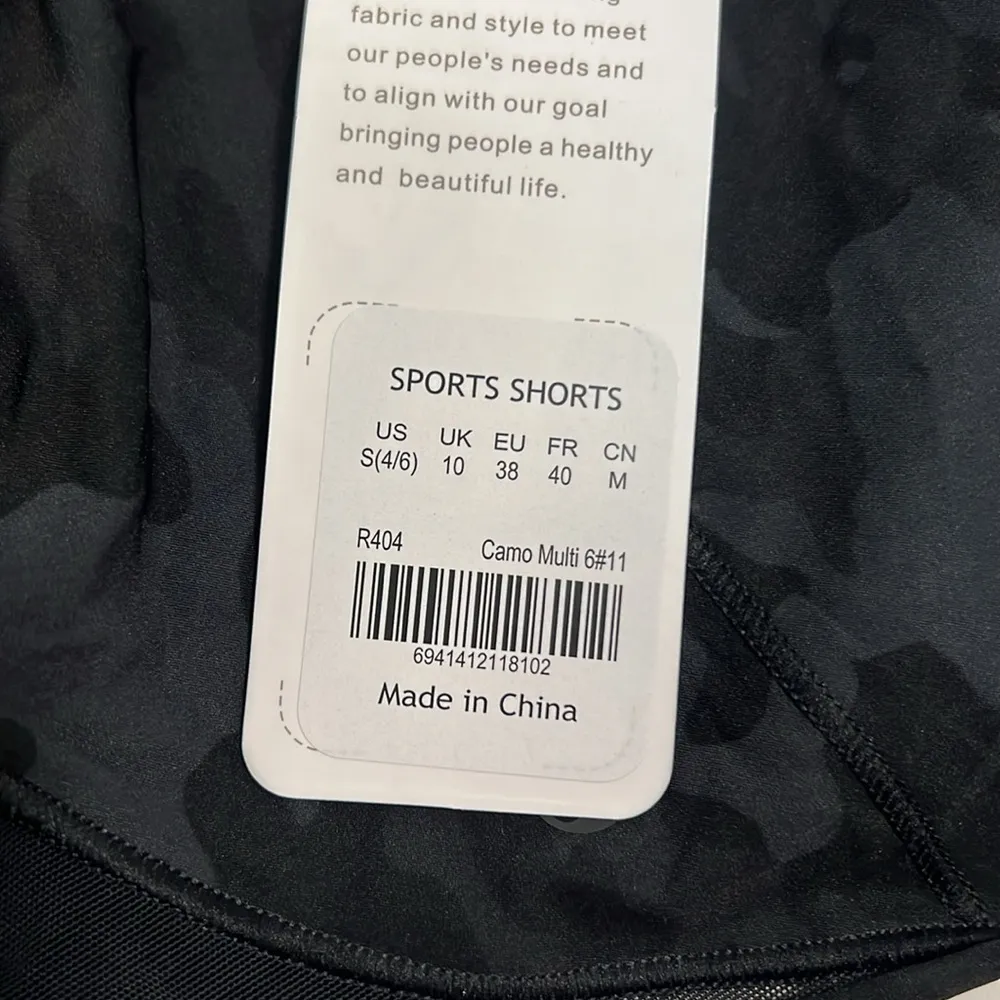 fabric and style to meet
our people's needs and
to align with our goal
bringing people a healthy
and beautiful life.
SPORTS SHORTS
US UK EU FR CN
S(4/6) 10 38 40 M
R404 Camo Multi 6#11
6941412118102
Made in China